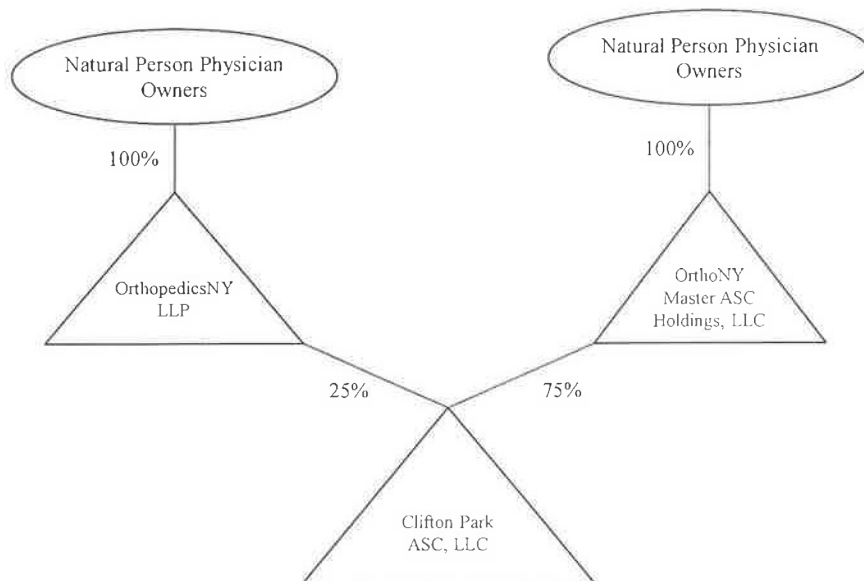 Natural Person Physician
Owners
Natural Person Physician
Owners
100%
100%
OrthopedicsNY
LLP
OrthoNY
Master ASC
Holdings, LLC
25%
75%
Clifton Park
ASC, LLC